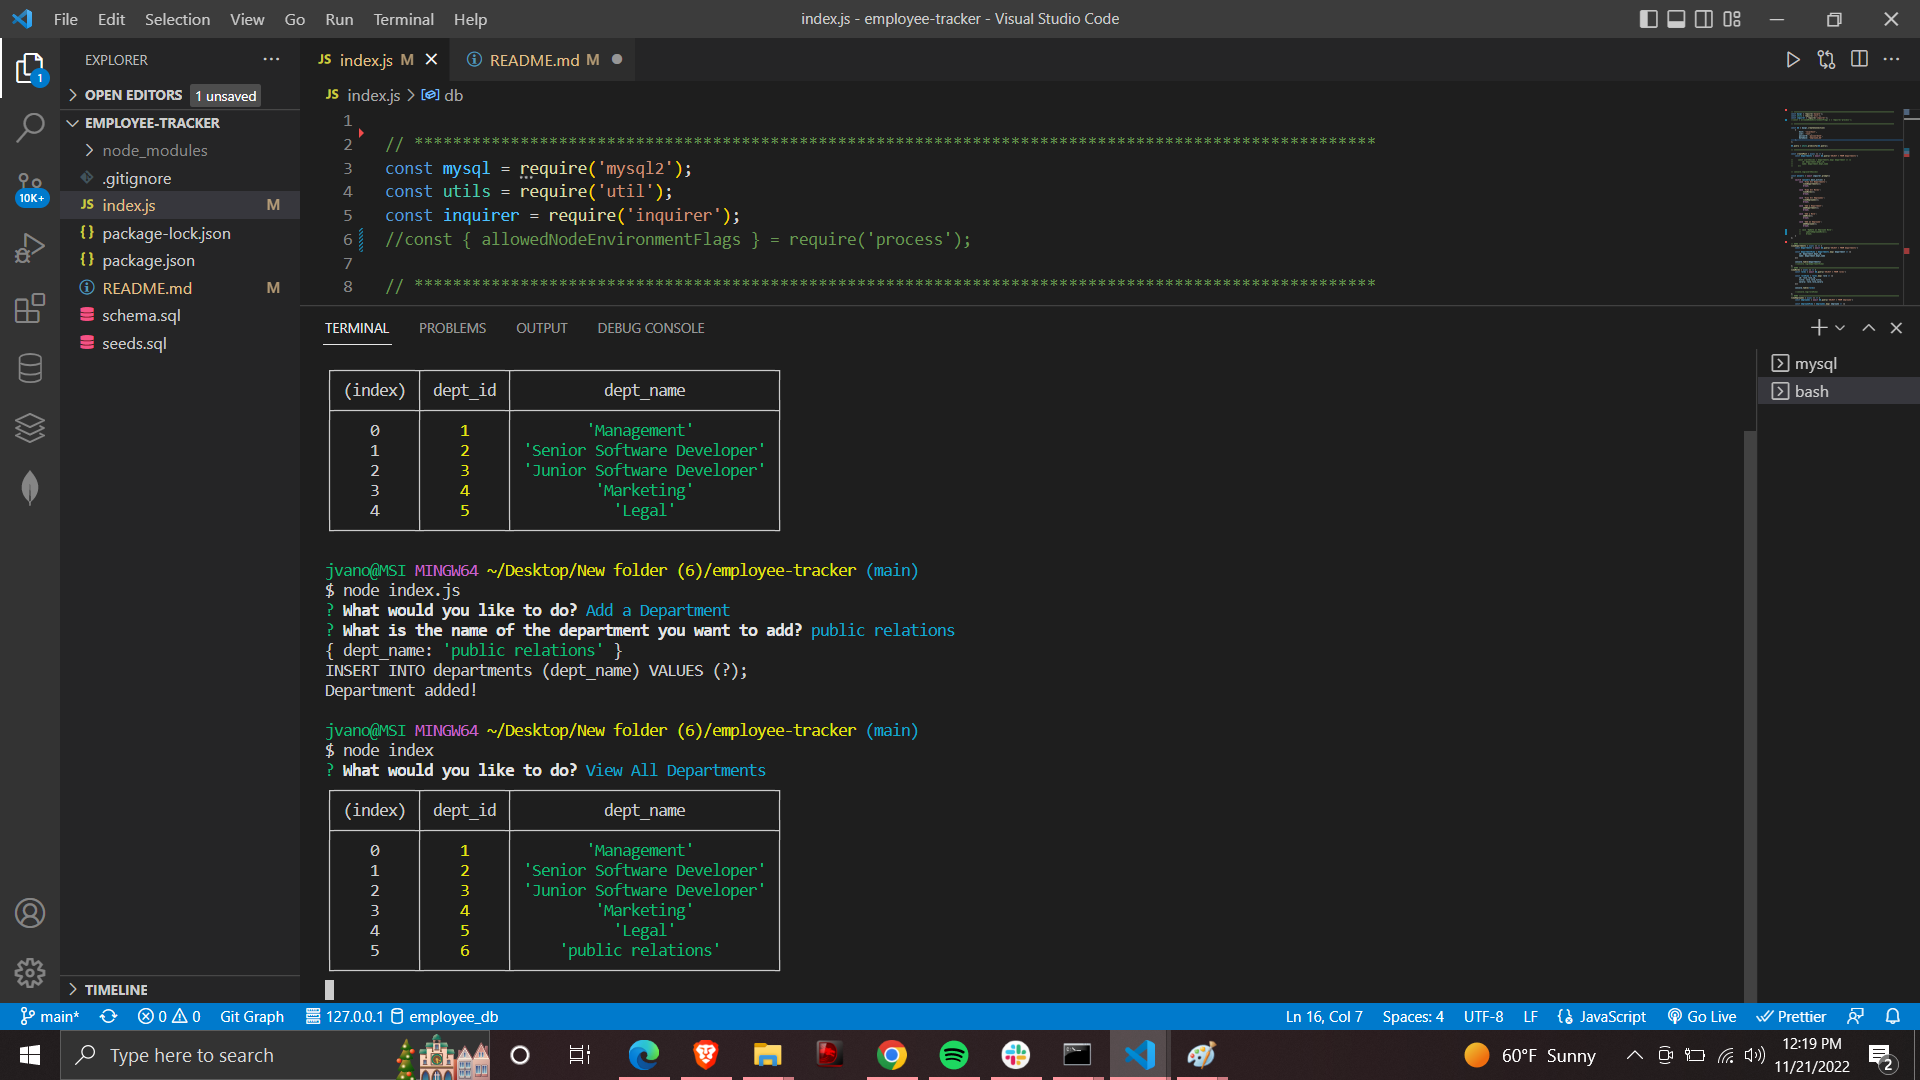 File Edit Selection View Go Run Terminal Help
index.js - employee-tracker - Visual Studio Code
EXPLORER
OPEN EDITORS 1 unsaved
EMPLOYEE-TRACKER
node_modules
.gitignore
JS index.js M
{} package-lock.json
{} package.json
README.md M
schema.sql
seeds.sql
TIMELINE
1
10K+
JS index.js M
README.md M
JS index.js > db
1
2 // ****************************************************************************************************
3 const mysql = require('mysql2');
4 const utils = require('util');
5 const inquirer = require('inquirer');
6 //const { allowedNodeEnvironmentFlags } = require('process');
7
8 // ****************************************************************************************************
TERMINAL PROBLEMS OUTPUT DEBUG CONSOLE
mysql
bash
(index) dept_id dept_name
0 1 'Management'
1 2 'Senior Software Developer'
2 3 'Junior Software Developer'
3 4 'Marketing'
4 5 'Legal'
jvano@MSI MINGW64 ~/Desktop/New folder (6)/employee-tracker (main)
$ node index.js
? What would you like to do? Add a Department
? What is the name of the department you want to add? public relations
{ dept_name: 'public relations' }
INSERT INTO departments (dept_name) VALUES (?);
Department added!
jvano@MSI MINGW64 ~/Desktop/New folder (6)/employee-tracker (main)
$ node index
? What would you like to do? View All Departments
(index) dept_id dept_name
0 1 'Management'
1 2 'Senior Software Developer'
2 3 'Junior Software Developer'
3 4 'Marketing'
4 5 'Legal'
5 6 'public relations'
main* 0 0 Git Graph 127.0.0.1 employee_db
Ln 16, Col 7 Spaces: 4 UTF-8 LF {} JavaScript Go Live Prettier
Type here to search
60°F Sunny
12:19 PM
11/21/2022
2